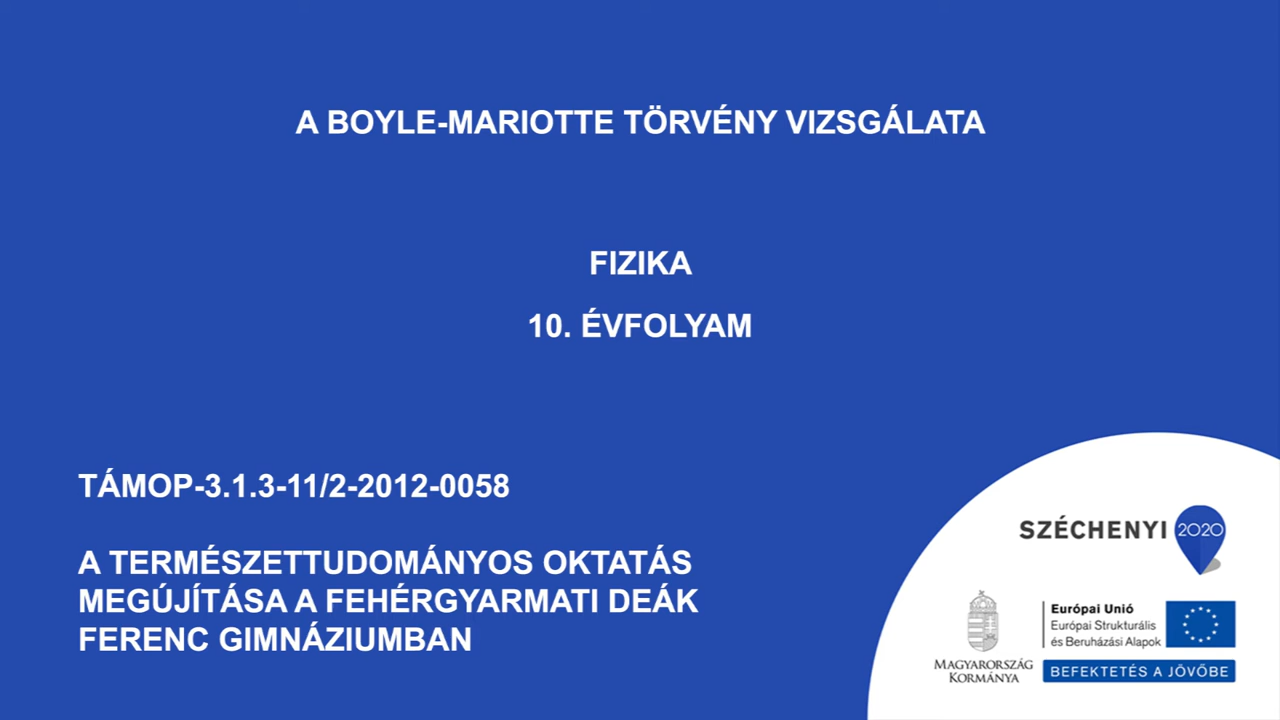 A BOYLE-MARIOTTE TÖRVÉNY VIZSGÁLATA
FIZIKA
10. ÉVFOLYAM
TÁMOP-3.1.3-11/2-2012-0058
A TERMÉSZETTUDOMÁNYOS OKTATÁS
MEGÚJÍTÁSA A FEHÉRGYARMATI DEÁK
FERENC GIMNÁZIUMBAN
SZÉCHENYI 2020
MAGYARORSZÁG
KORMÁNYA
Európai Unió
Európai Strukturális
és Beruházási Alapok
BEFEKTETÉS A JÖVŐBE